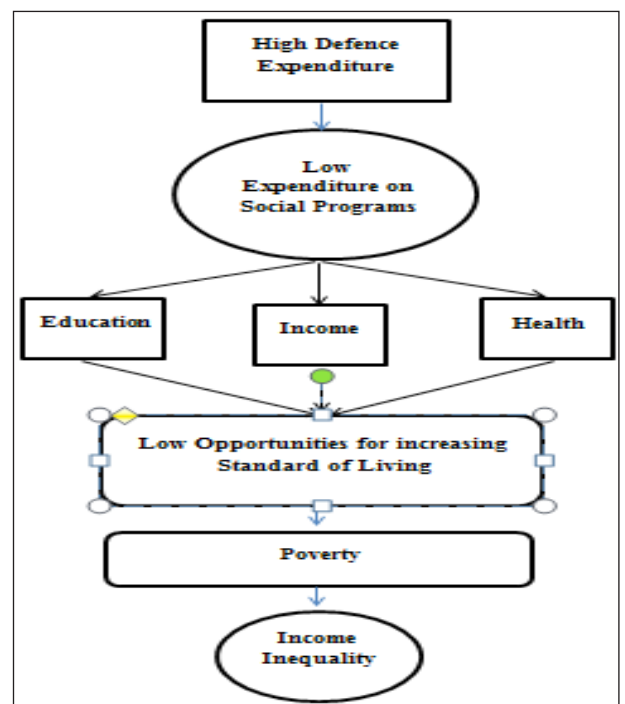 High Defence
Expenditure
Low
Expenditure on
Social Programs
Education
Income
Health
Low Opportunities for increasing
Standard of Living
Poverty
Income
Inequality